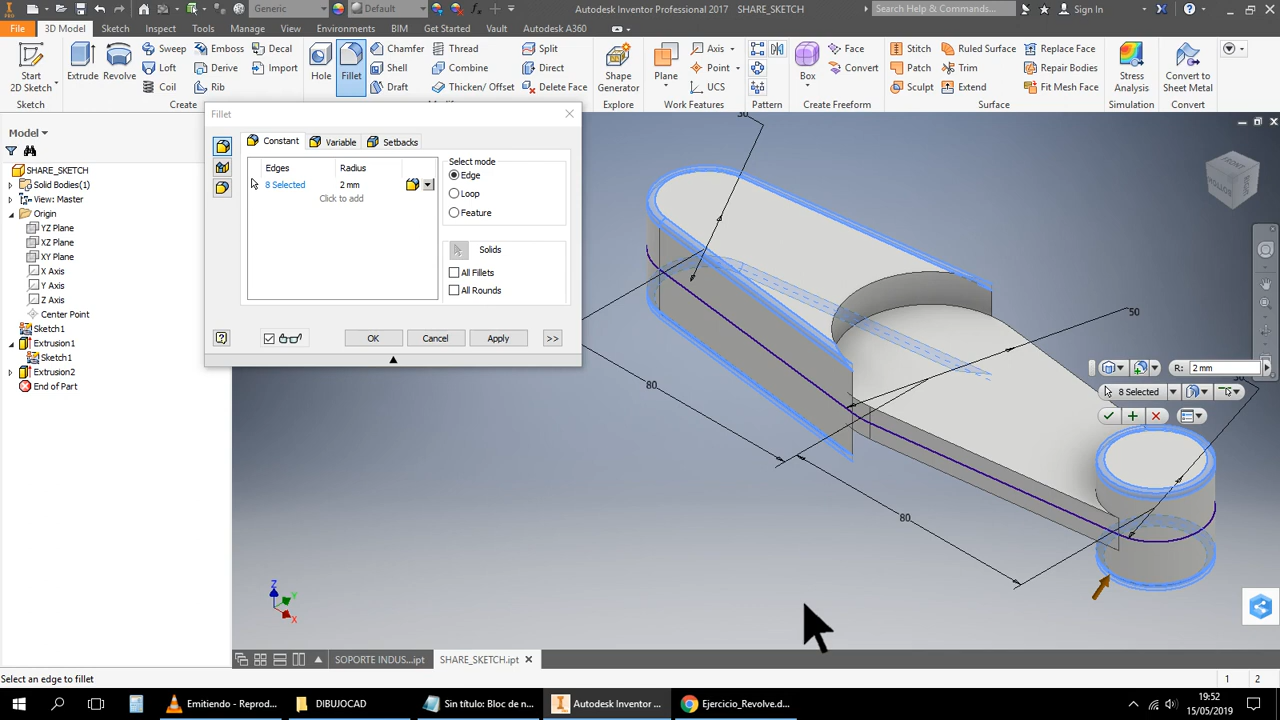 PRO
Generic
Default
Autodesk Inventor Professional 2017 SHARE_SKETCH
Search Help & Commands...
Sign In
File 3D Model Sketch Inspect Tools Manage View Environments BIM Get Started Vault Autodesk A360
Start
2D Sketch
Sketch
Extrude
Revolve
Sweep
Loft
Coil
Emboss
Derive
Rib
Decal
Import
Create
Hole
Fillet
Chamfer
Shell
Draft
Thread
Combine
Thicken/ Offset
Split
Direct
Delete Face
Shape
Generator
Explore
Plane
Axis
Point
UCS
Work Features
Pattern
Box
Face
Convert
Create Freeform
Stitch
Patch
Sculpt
Ruled Surface
Trim
Extend
Replace Face
Repair Bodies
Fit Mesh Face
Surface
Stress
Analysis
Simulation
Convert to
Sheet Metal
Convert
Model
SHARE_SKETCH
Solid Bodies(1)
View: Master
Origin
YZ Plane
XZ Plane
XY Plane
X Axis
Y Axis
Z Axis
Center Point
Sketch1
Extrusion1
Sketch1
Extrusion2
End of Part
Fillet
Constant Variable Setbacks
Edges Radius
8 Selected 2 mm
Click to add
Select mode
Edge
Loop
Feature
Solids
All Fillets
All Rounds
OK Cancel Apply >>
50
80
80
R: 2 mm
8 Selected
Z
Y
X
SOPORTE INDUS...ipt SHARE_SKETCH.ipt
Select an edge to fillet
1 2
Emitiendo - Reprod...
DIBUJOCAD
Sin título: Bloc de n...
Autodesk Inventor ...
Ejercicio_Revolve.d...
19:52
15/05/2019